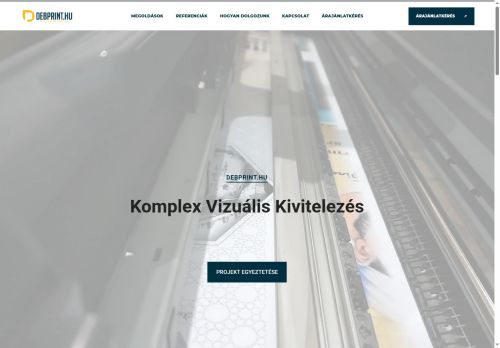 DEBPRINT.HU
MEGOLDÁSOK REFERENCIÁK HOGYAN DOLGOZUNK KAPCSOLAT ÁRAJÁNLATKÉRÉS
ÁRAJÁNLATKÉRÉS
DEBPRINT.HU
Komplex Vizuális Kivitelezés
PROJEKT EGYEZTETÉSE